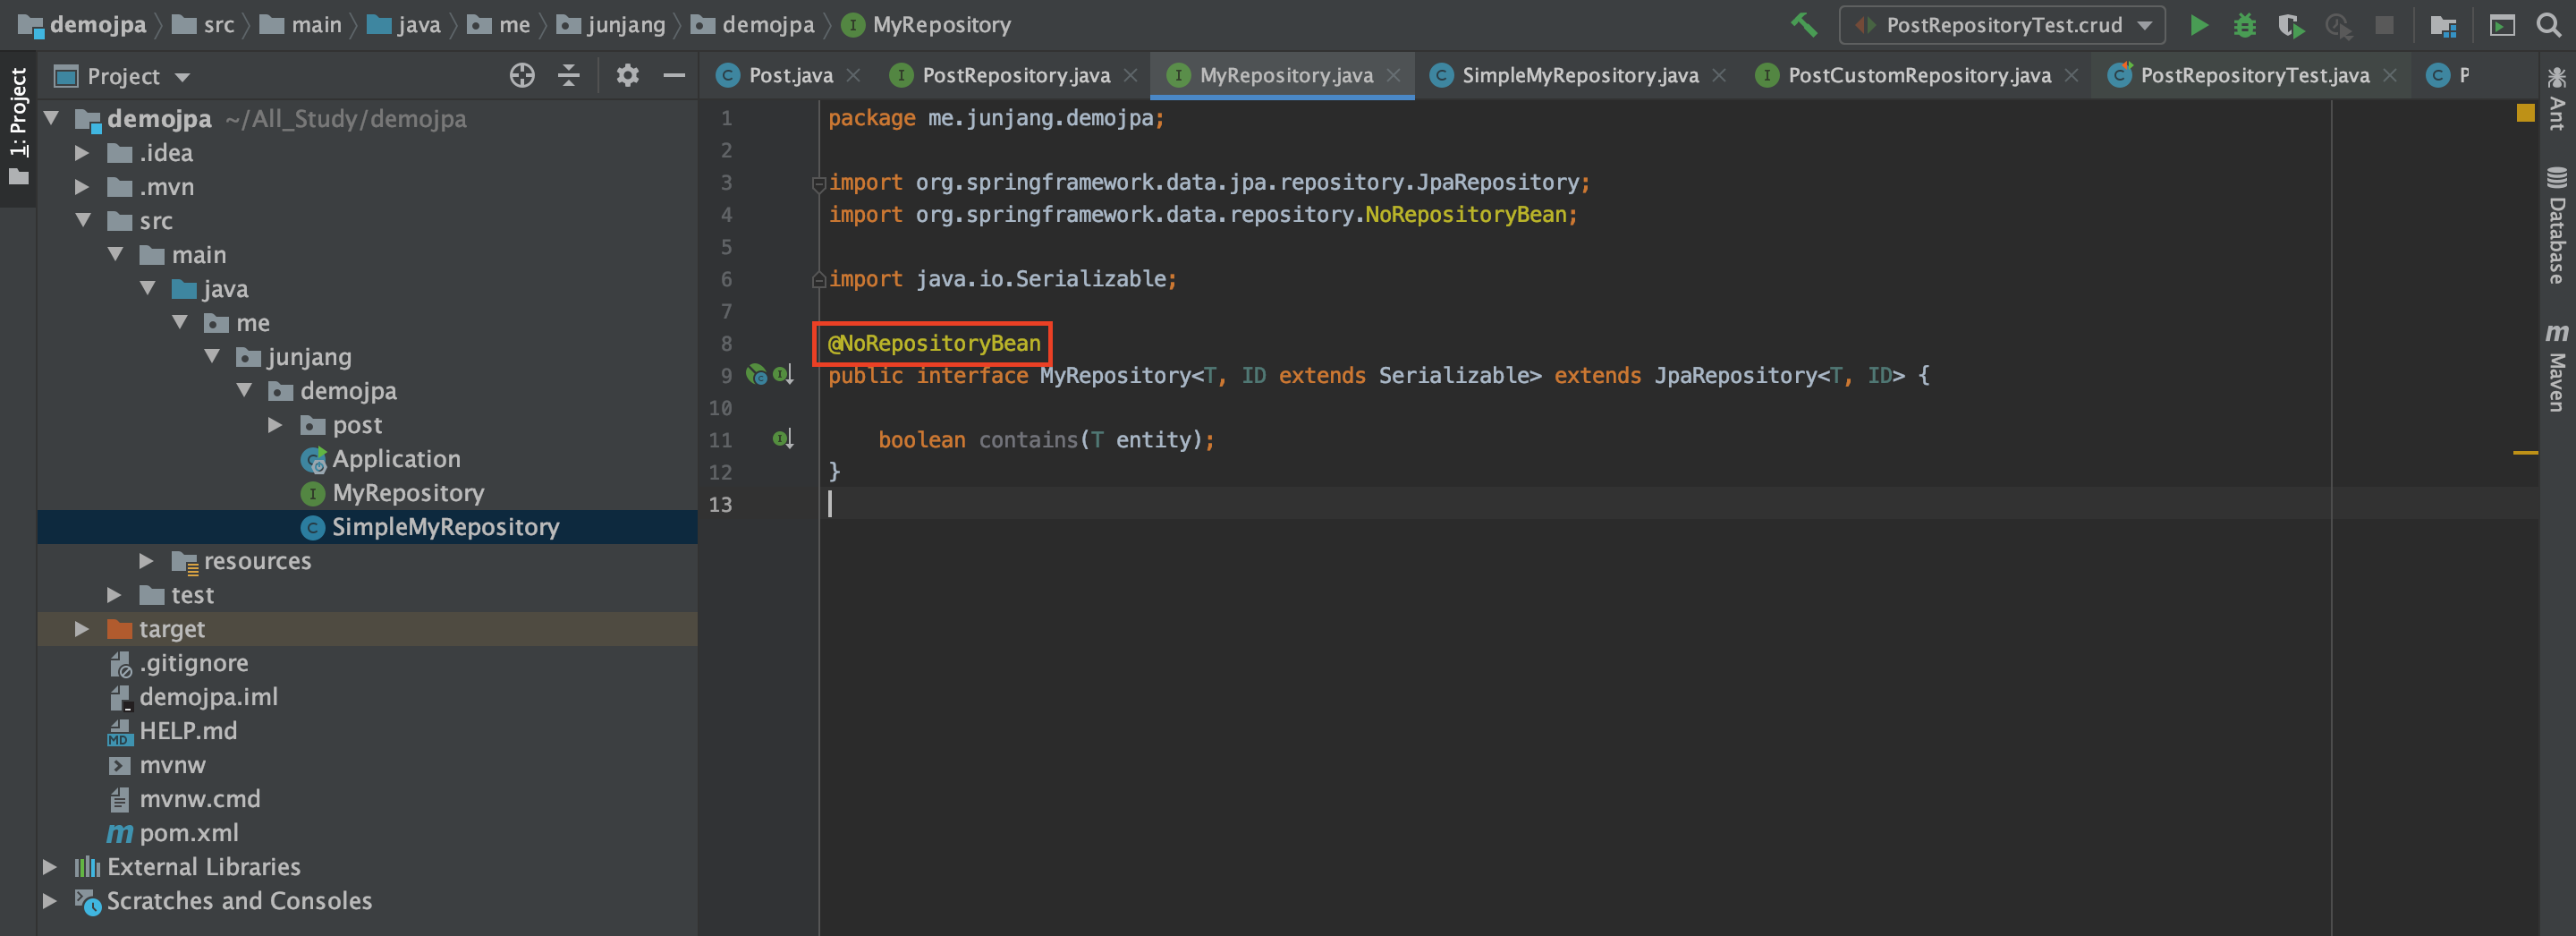 demojpa src main java me junjang demojpa MyRepository
PostRepositoryTest.crud
1: Project
Project
Post.java PostRepository.java MyRepository.java SimpleMyRepository.java PostCustomRepository.java PostRepositoryTest.java
demojpa ~/All_Study/demojpa
.idea
.mvn
src
main
java
me
junjang
demojpa
post
Application
MyRepository
SimpleMyRepository
resources
test
target
.gitignore
demojpa.iml
HELP.md
mvnw
mvnw.cmd
pom.xml
External Libraries
Scratches and Consoles
1 package me.junjang.demojpa;
2
3 import org.springframework.data.jpa.repository.JpaRepository;
4 import org.springframework.data.repository.NoRepositoryBean;
5
6 import java.io.Serializable;
7
8 @NoRepositoryBean
9 public interface MyRepository<T, ID extends Serializable> extends JpaRepository<T, ID> {
10
11 boolean contains(T entity);
12 }
13
Ant
Database
Maven